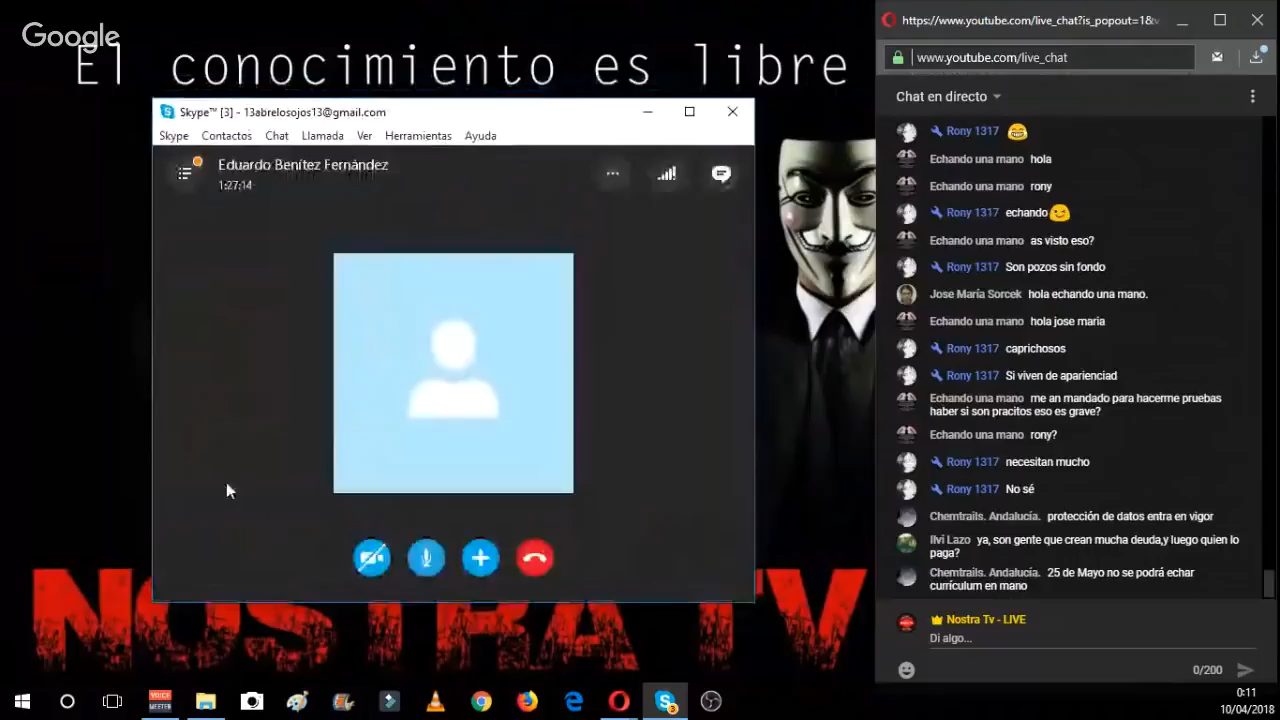 Google
El conocimiento es libre
Skype™ [3] - 13abrelosojos13@gmail.com
Skype Contactos Chat Llamada Ver Herramientas Ayuda
Eduardo Benítez Fernández
1:27:14
NOSTRA TV
https://www.youtube.com/live_chat?is_popout=1&
www.youtube.com/live_chat
Chat en directo
Rony 1317
Echando una mano hola
Echando una mano rony
Rony 1317 echando
Echando una mano as visto eso?
Rony 1317 Son pozos sin fondo
Jose María Sorcek hola echando una mano.
Echando una mano hola jose maria
Rony 1317 caprichosos
Rony 1317 Si viven de aparienciad
Echando una mano me an mandado para hacerme pruebas
haber si son pracitos eso es grave?
Echando una mano rony?
Rony 1317 necesitan mucho
Rony 1317 No sé
Chemtrails. Andalucía. protección de datos entra en vigor
Ilvi Lazo ya, son gente que crean mucha deuda,y luego quien lo
paga?
Chemtrails. Andalucía. 25 de Mayo no se podrá echar
currículum en mano
Nostra Tv - LIVE
Di algo...
0/200
VOICE
MEETER
3
0:11
10/04/2018